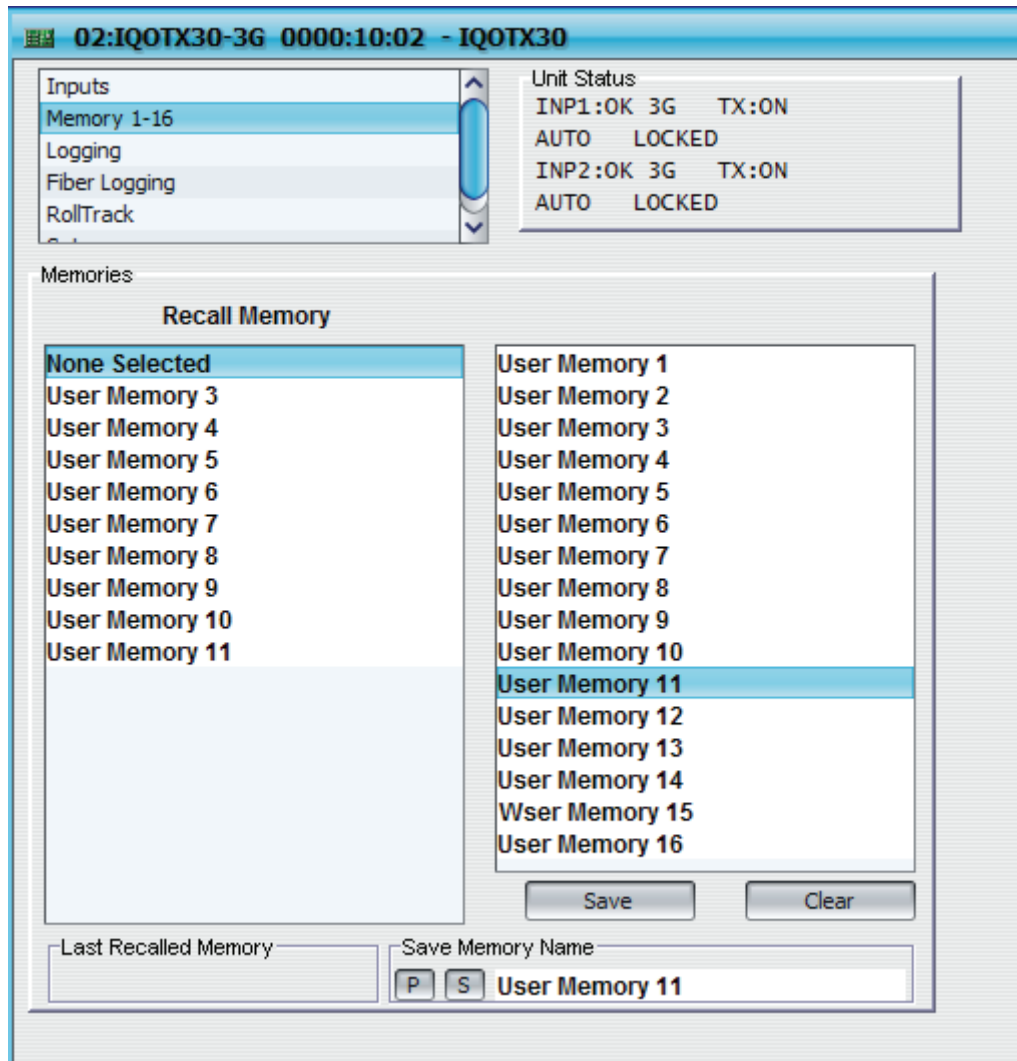 02:IQOTX30-3G 0000:10:02 - IQOTX30
Inputs
Memory 1-16
Logging
Fiber Logging
RollTrack
Unit Status
INP1:OK 3G TX:ON
AUTO LOCKED
INP2:OK 3G TX:ON
AUTO LOCKED
Memories
Recall Memory
None Selected
User Memory 3
User Memory 4
User Memory 5
User Memory 6
User Memory 7
User Memory 8
User Memory 9
User Memory 10
User Memory 11
User Memory 1
User Memory 2
User Memory 3
User Memory 4
User Memory 5
User Memory 6
User Memory 7
User Memory 8
User Memory 9
User Memory 10
User Memory 11
User Memory 12
User Memory 13
User Memory 14
Wser Memory 15
User Memory 16
Save Clear
Last Recalled Memory
Save Memory Name
P S User Memory 11